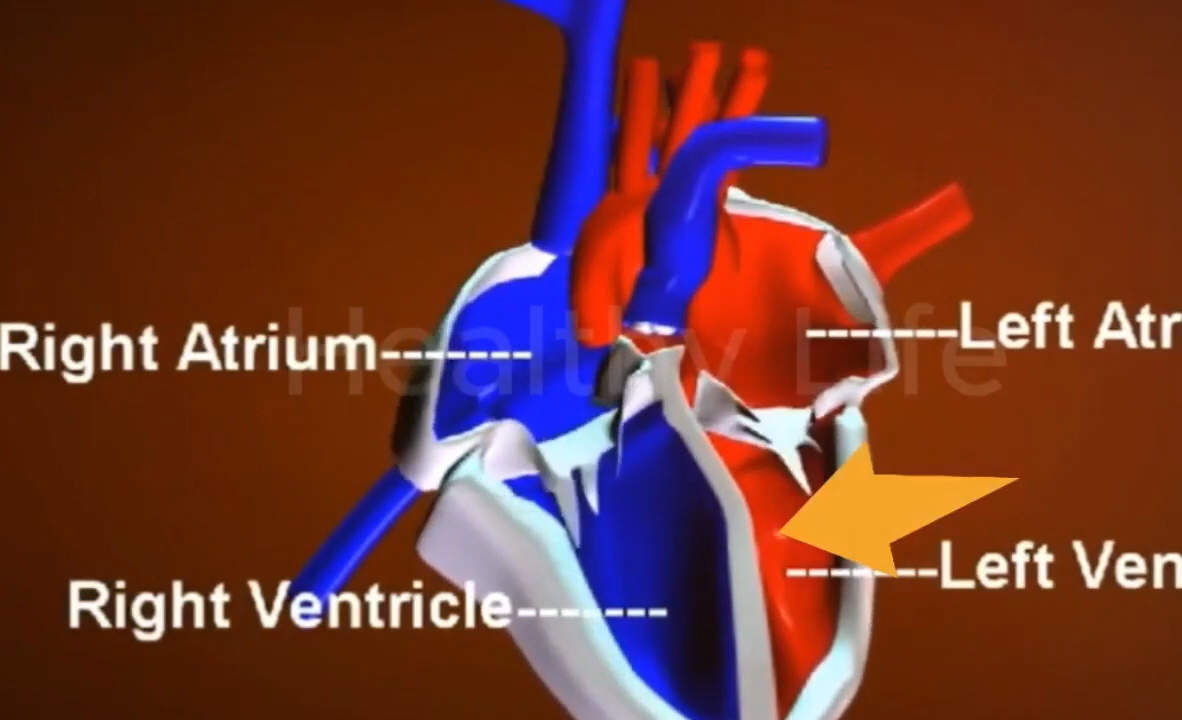 Right Atrium-------
-------Left Atr
Healthy Life
Right Ventricle-------
-------Left Ven